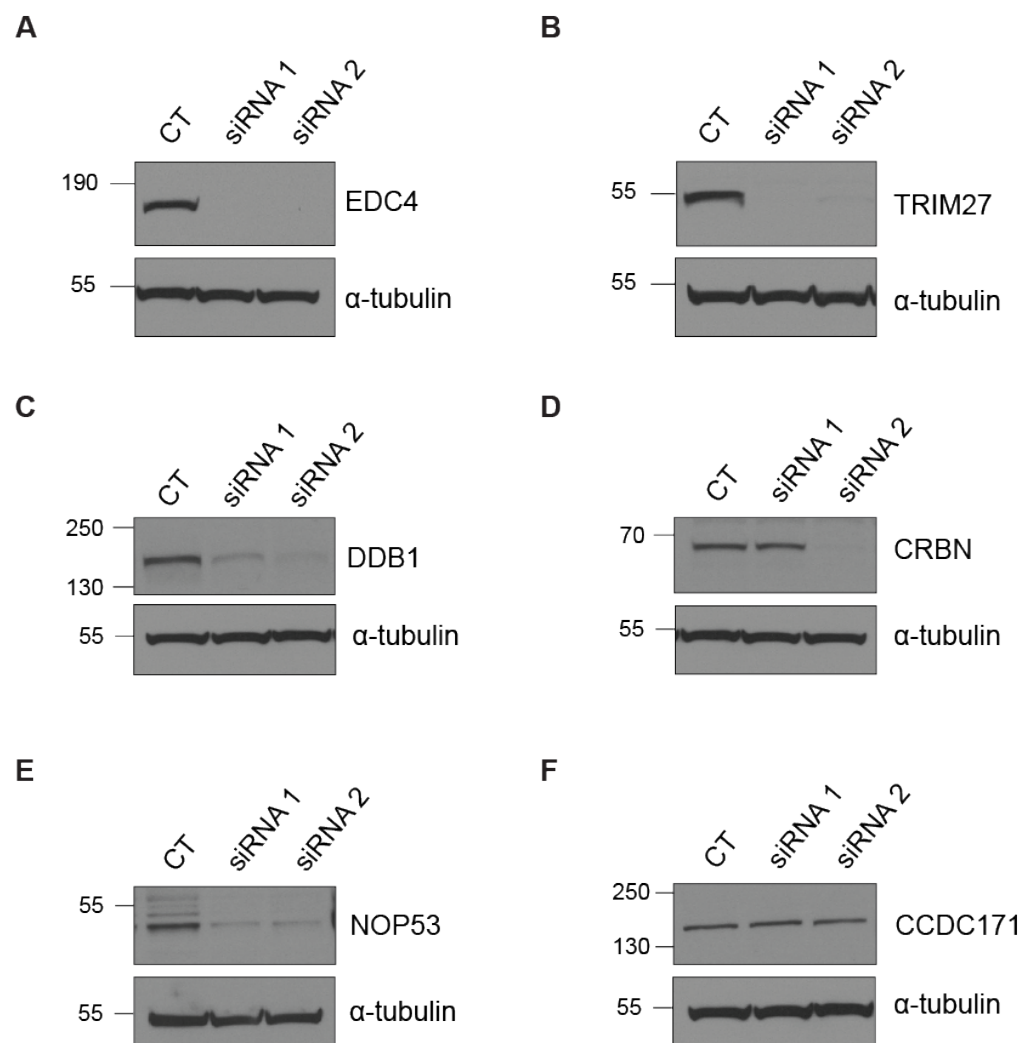 A
CT siRNA 1 siRNA 2
190
EDC4
55
α-tubulin
B
CT siRNA 1 siRNA 2
55
TRIM27
55
α-tubulin
C
CT siRNA 1 siRNA 2
250
DDB1
130
55
α-tubulin
D
CT siRNA 1 siRNA 2
70
CRBN
55
α-tubulin
E
CT siRNA 1 siRNA 2
55
NOP53
55
α-tubulin
F
CT siRNA 1 siRNA 2
250
CCDC171
130
55
α-tubulin